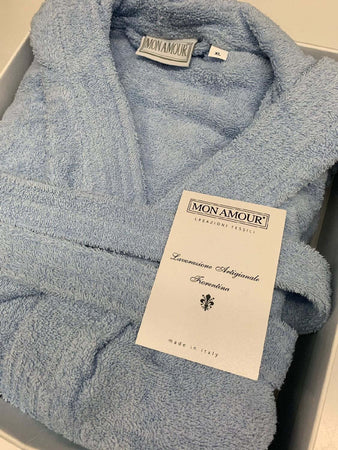 MON AMOUR
XL
MON AMOUR®
CREAZIONI TESSILI
Lavorazione Artigianale
Fiorentina
made in italy